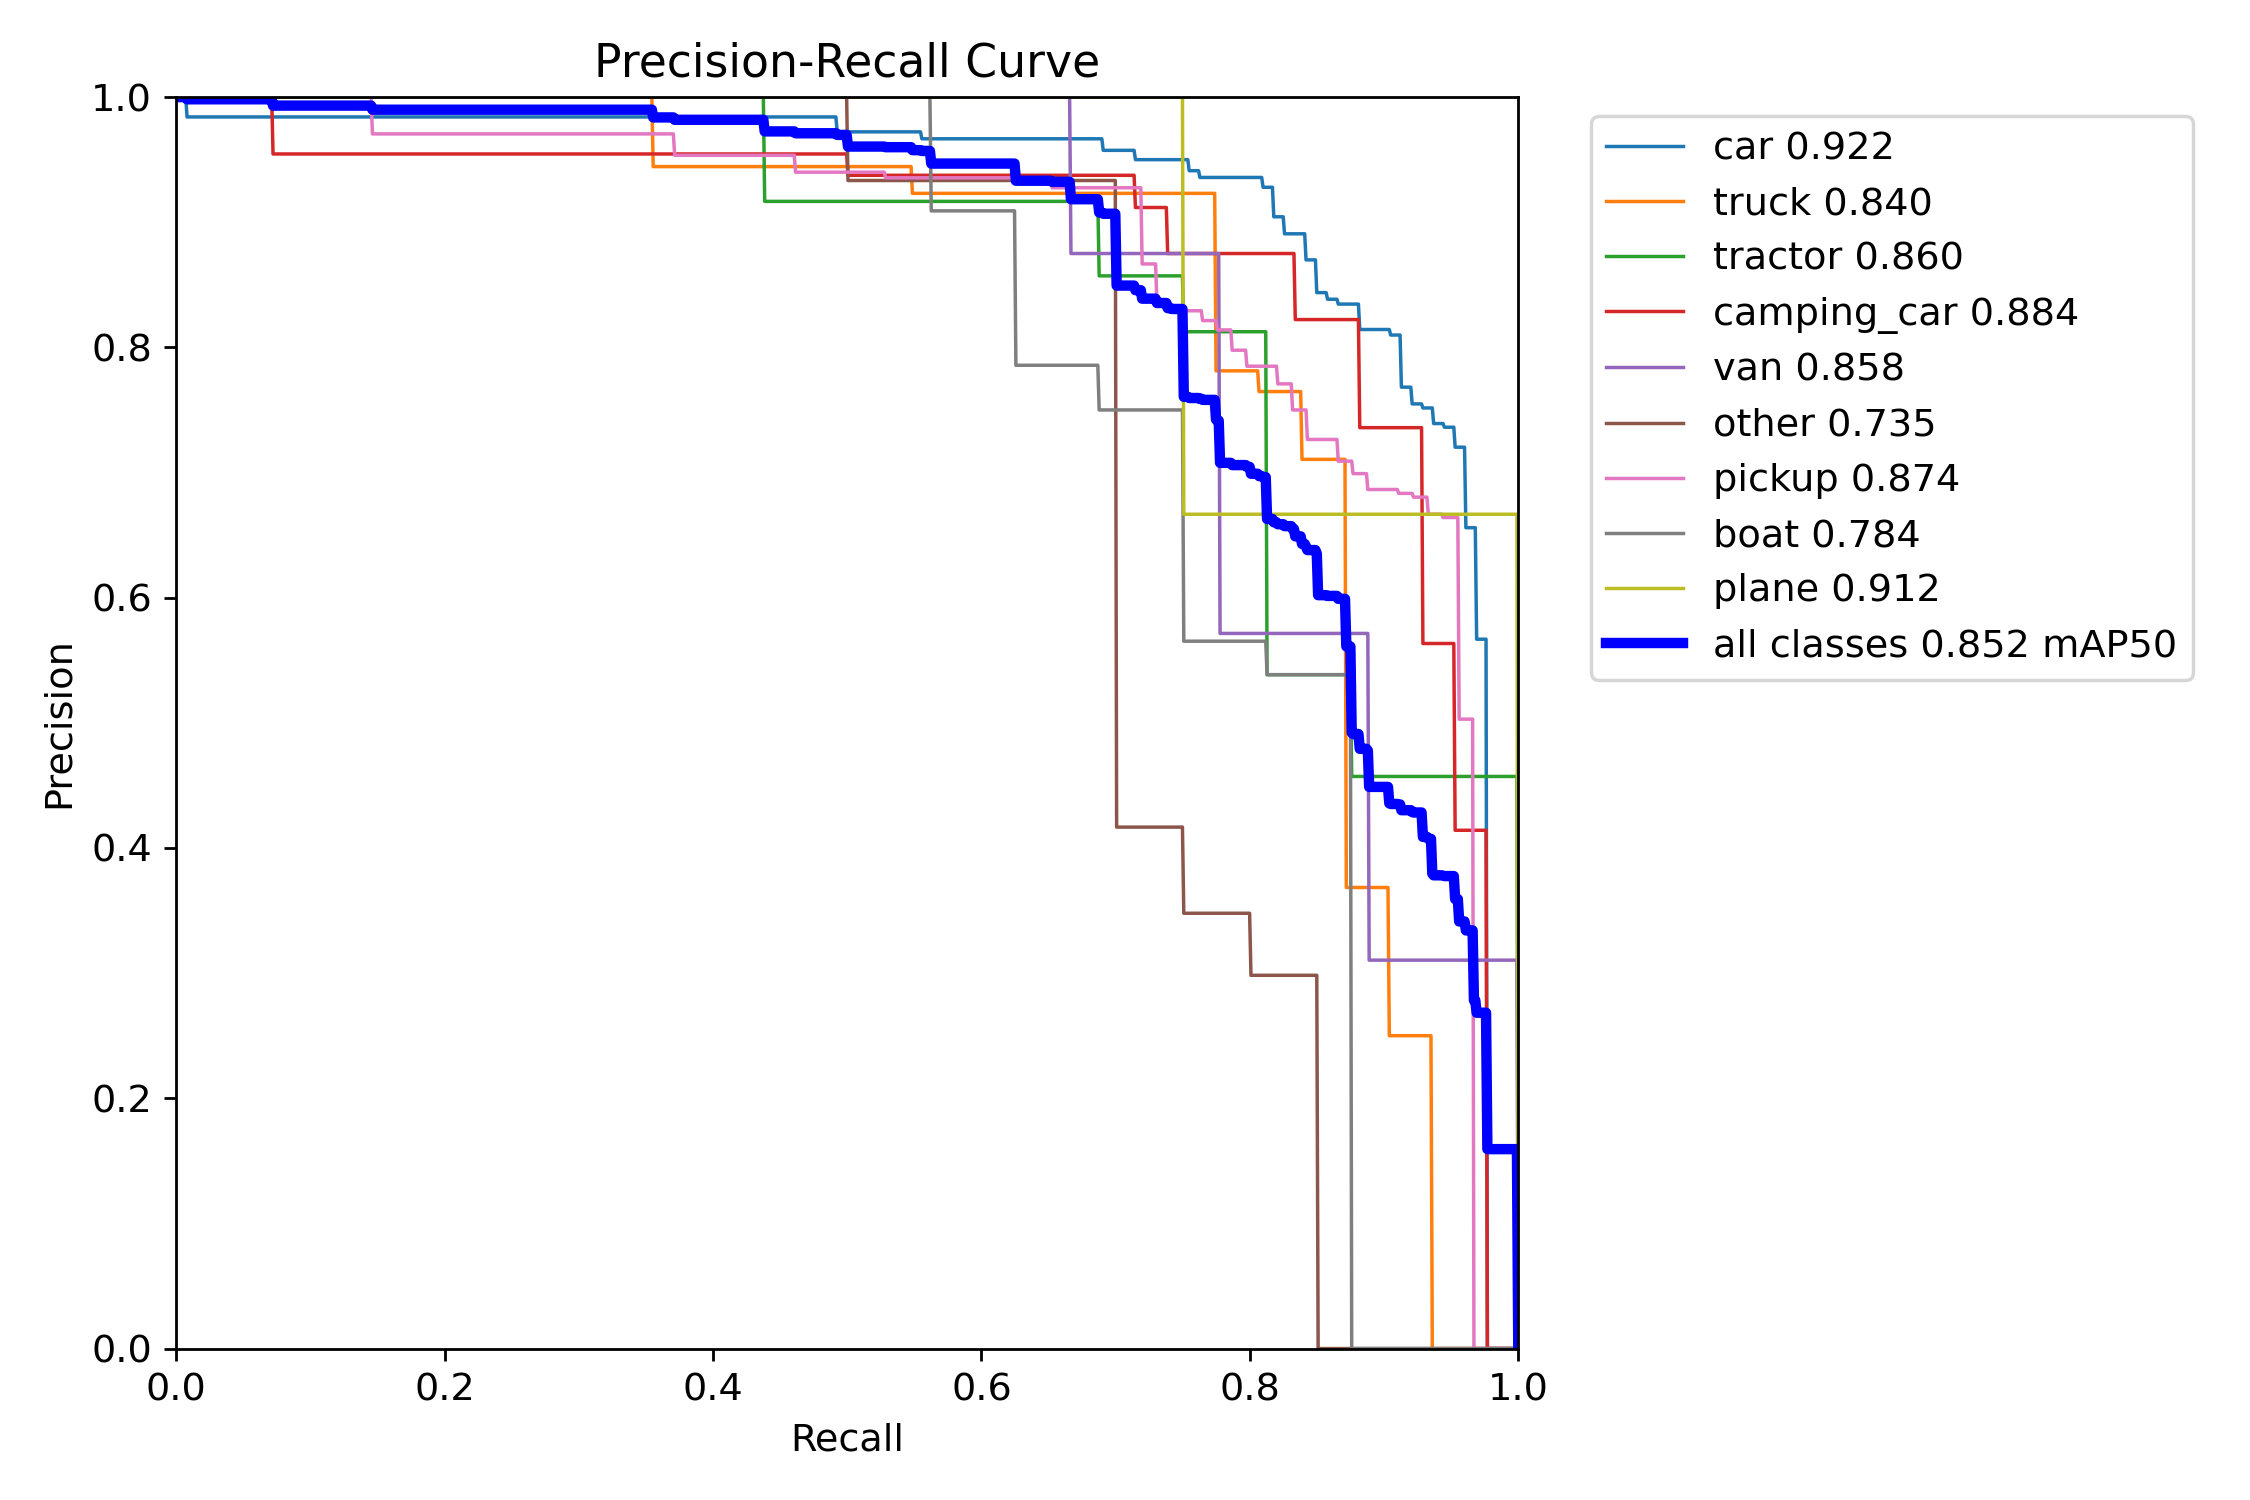 Precision-Recall Curve
1.0
0.8
0.6
0.4
0.2
0.0
Precision
0.0 0.2 0.4 0.6 0.8 1.0
Recall
car 0.922
truck 0.840
tractor 0.860
camping_car 0.884
van 0.858
other 0.735
pickup 0.874
boat 0.784
plane 0.912
all classes 0.852 mAP50